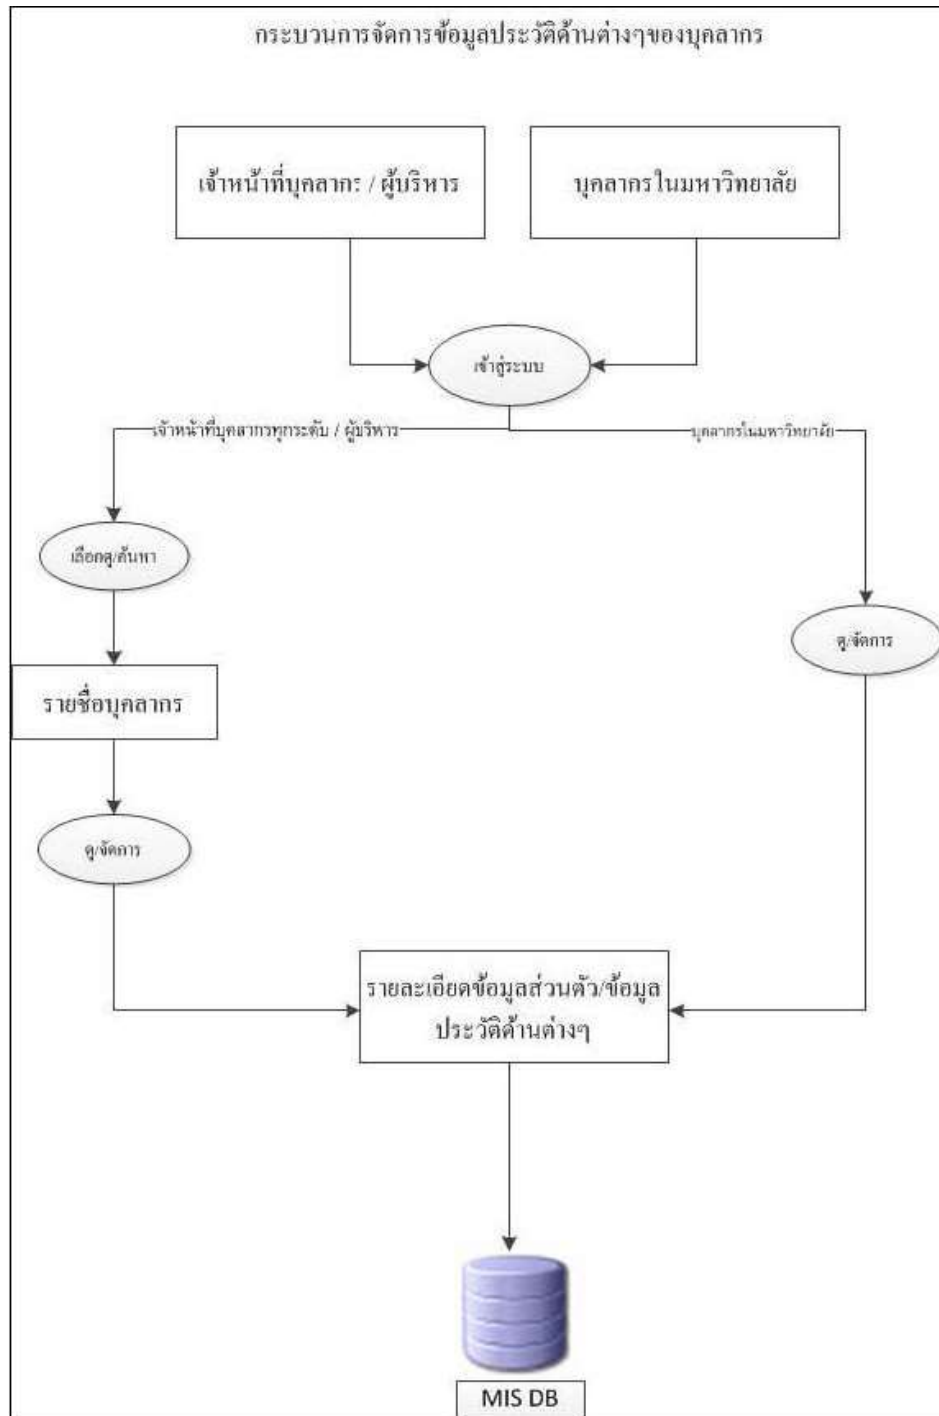 กระบวนการจัดการข้อมูลประวัติด้านต่างๆของบุคลากร
เจ้าหน้าที่บุคลากร / ผู้บริหาร
บุคลากรในมหาวิทยาลัย
เข้าสู่ระบบ
เจ้าหน้าที่บุคลากรทุกระดับ / ผู้บริหาร
บุคลากรในมหาวิทยาลัย
เลือกดู/ค้นหา
ดู/จัดการ
รายชื่อบุคลากร
ดู/จัดการ
รายละเอียดข้อมูลส่วนตัว/ข้อมูล
ประวัติด้านต่างๆ
MIS DB